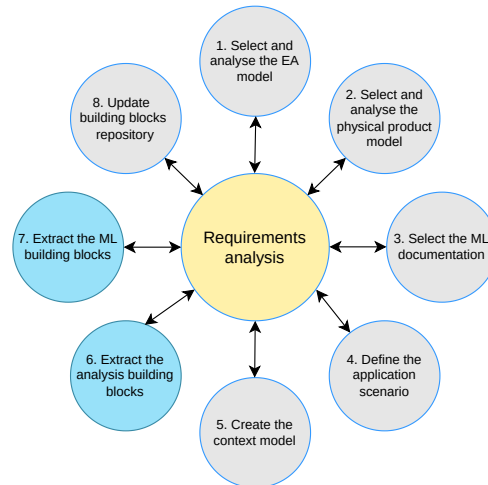 1. Select and
analyse the EA
model
2. Select and
analyse the
physical product
model
3. Select the ML
documentation
4. Define the
application
scenario
5. Create the
context model
6. Extract the
analysis building
blocks
7. Extract the ML
building blocks
8. Update
building blocks
repository
Requirements
analysis